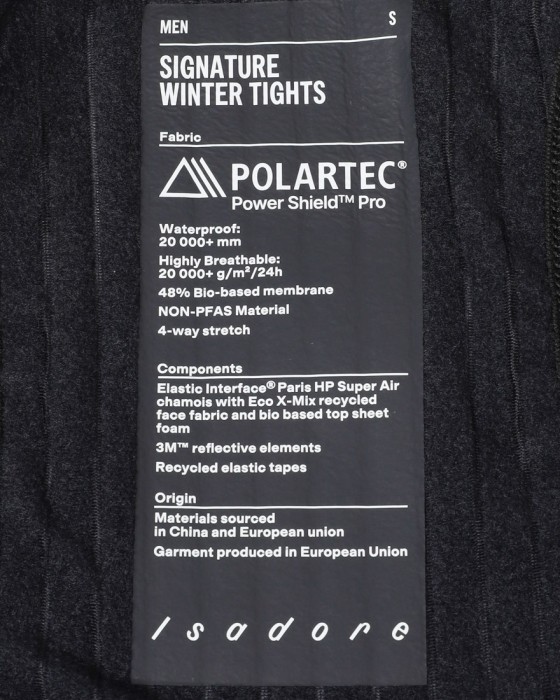 MEN S
SIGNATURE
WINTER TIGHTS
Fabric
POLARTEC®
Power Shield™ Pro
Waterproof:
20 000+ mm
Highly Breathable:
20 000+ g/m²/24h
48% Bio-based membrane
NON-PFAS Material
4-way stretch
Components
Elastic Interface® Paris HP Super Air
chamois with Eco X-Mix recycled
face fabric and bio based top sheet
foam
3M™ reflective elements
Recycled elastic tapes
Origin
Materials sourced
in China and European union
Garment produced in European Union
Isadore